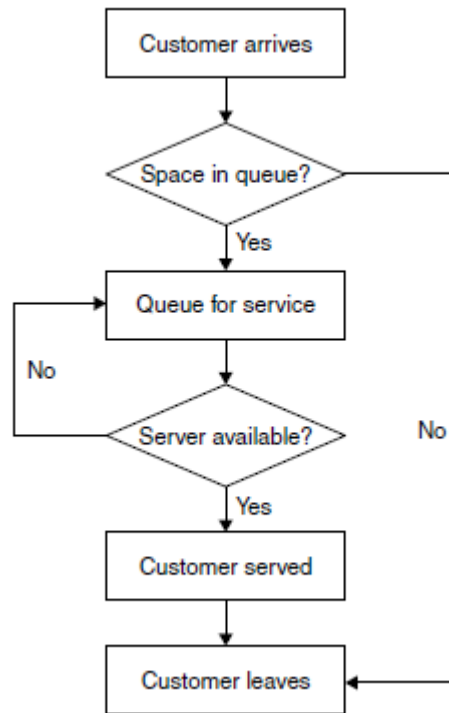 Customer arrives
Space in queue?
Yes
Queue for service
No
Server available?
No
Yes
Customer served
Customer leaves